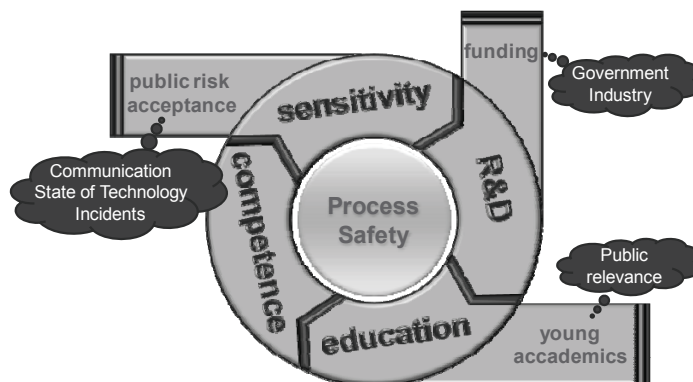 public risk
acceptance
Communication
State of Technology
Incidents
sensitivity
funding
Government
Industry
competence
Process
Safety
R&D
Public
relevance
education
young
accademics